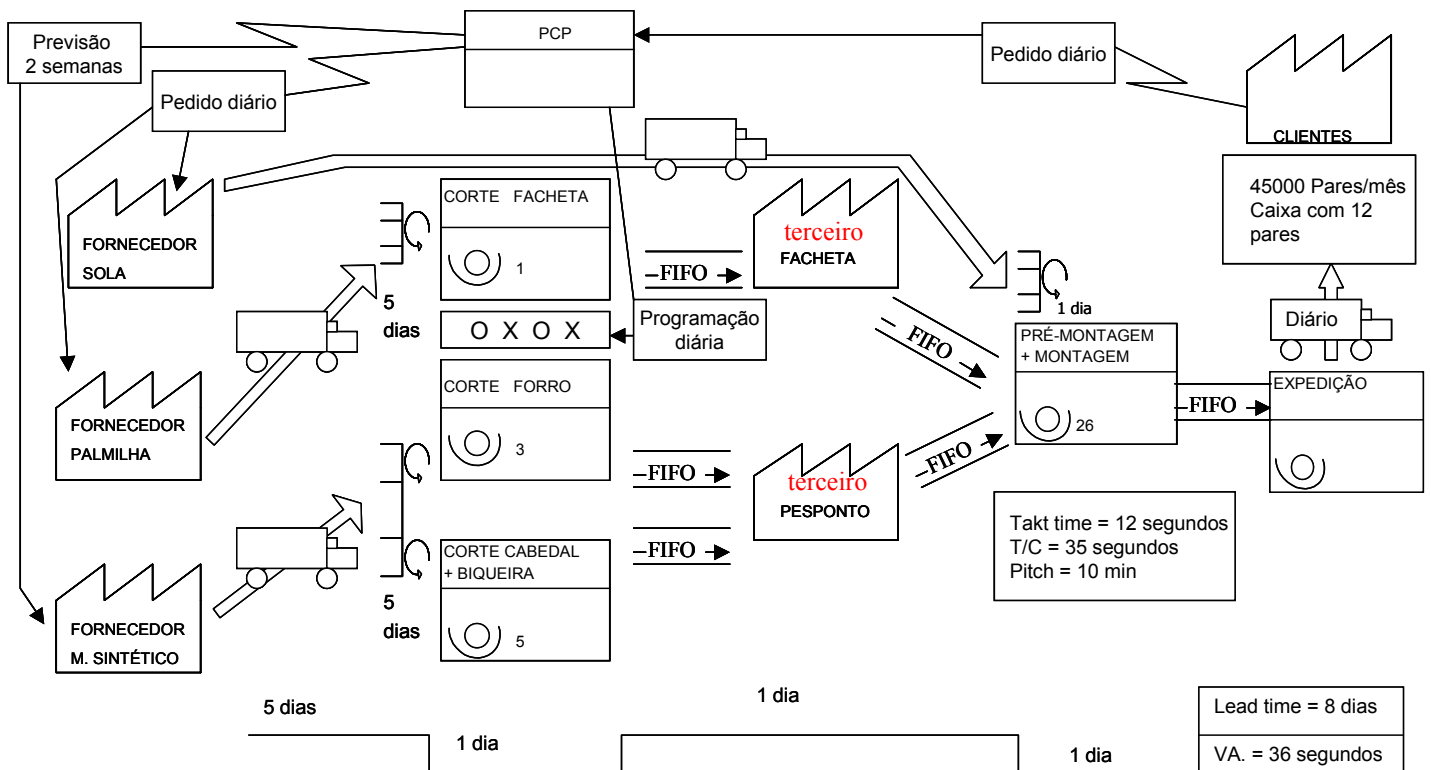 Previsão
2 semanas
PCP
Pedido diário
Pedido diário
CLIENTES
45000 Pares/mês
Caixa com 12
pares
FORNECEDOR
SOLA
CORTE FACHETA
1
FIFO
terceiro
FACHETA
5
dias
O X O X
Programação
diária
1 dia
Diário
FIFO
PRÉ-MONTAGEM
+ MONTAGEM
26
FIFO
EXPEDIÇÃO
CORTE FORRO
3
FORNECEDOR
PALMILHA
FIFO
terceiro
PESPONTO
FIFO
Takt time = 12 segundos
T/C = 35 segundos
Pitch = 10 min
FIFO
CORTE CABEDAL
+ BIQUEIRA
5
5
dias
FORNECEDOR
M. SINTÉTICO
5 dias
1 dia
1 dia
1 dia
Lead time = 8 dias
VA. = 36 segundos